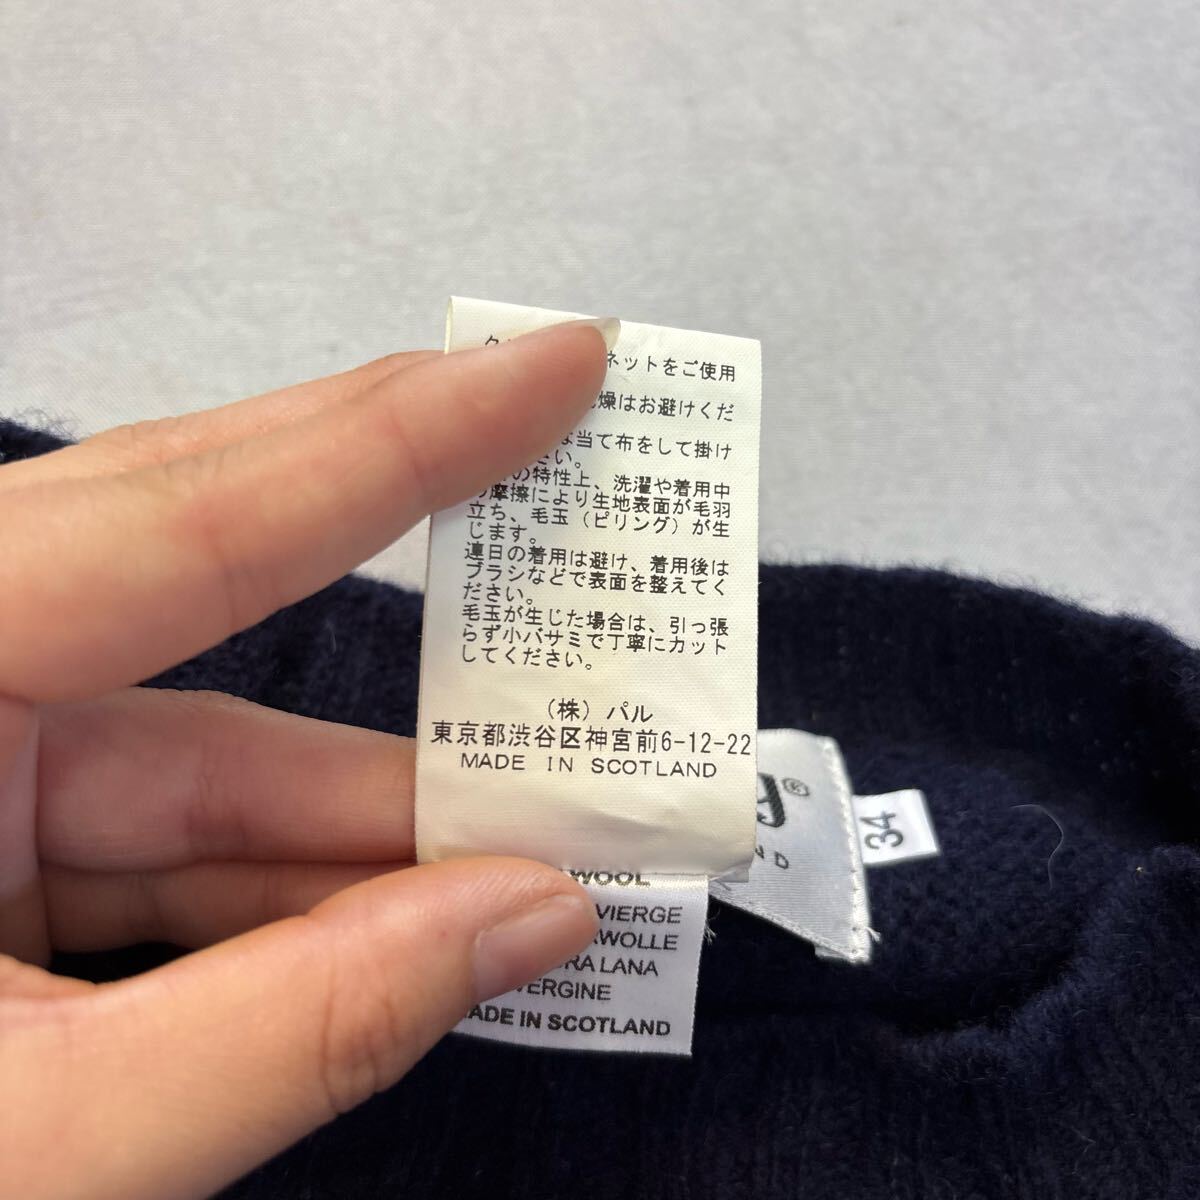 ネットをご使用
燥はお避けくだ
な当て布をして掛け
さい。
の特性上、洗濯や着用中
摩擦により生地表面が毛羽
立ち、毛玉（ピリング）が生
じます。
連日の着用は避け、着用後は
ブラシなどで表面を整えてく
ださい。
毛玉が生じた場合は、引っ張
らず小バサミで丁寧にカット
してください。
（株）パル
東京都渋谷区神宮前6-12-22
MADE IN SCOTLAND
34
WOOL
VIERGE
LANA
VERGINE
MADE IN SCOTLAND